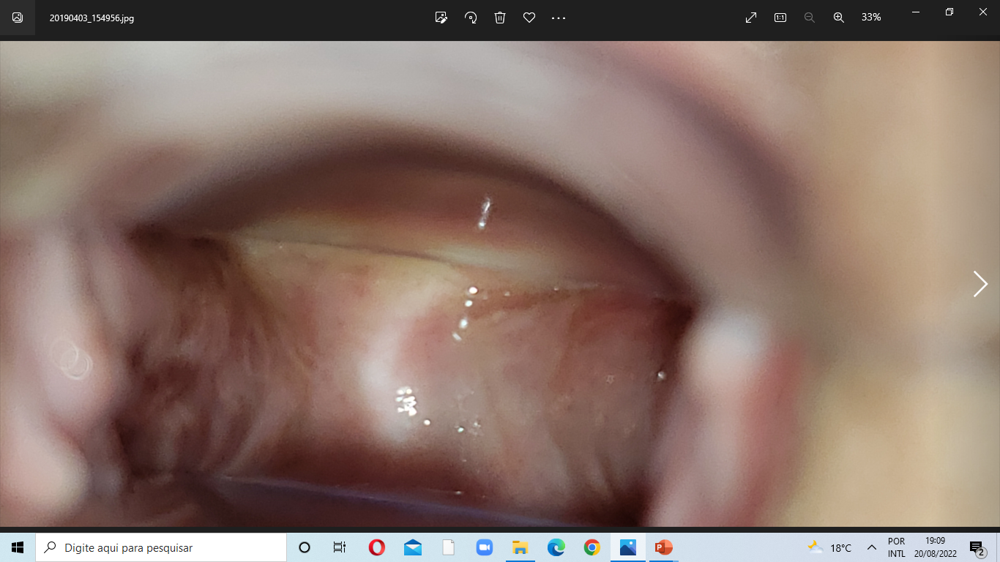 20190403_154956.jpg
33%
Digite aqui para pesquisar
18°C
POR
INTL
19:09
20/08/2022
2